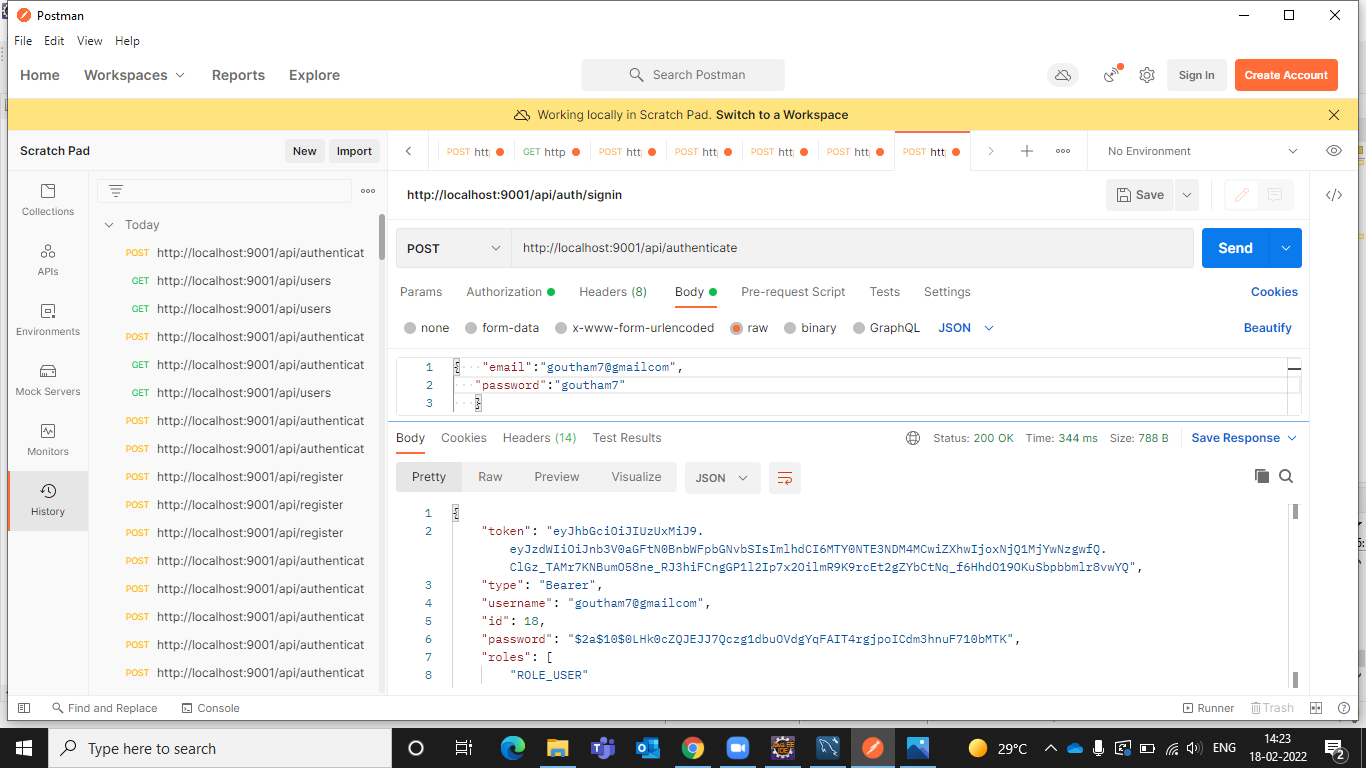 Postman
File Edit View Help
Home Workspaces Reports Explore
Search Postman
Sign In
Create Account
Working locally in Scratch Pad. Switch to a Workspace
Scratch Pad
New
Import
POST htt
GET http
POST htt
POST htt
POST htt
POST htt
POST htt
No Environment
Collections
APIs
Environments
Mock Servers
Monitors
History
Today
POST http://localhost:9001/api/authenticat
GET http://localhost:9001/api/users
GET http://localhost:9001/api/users
POST http://localhost:9001/api/authenticat
GET http://localhost:9001/api/authenticat
GET http://localhost:9001/api/users
POST http://localhost:9001/api/authenticat
POST http://localhost:9001/api/authenticat
POST http://localhost:9001/api/register
POST http://localhost:9001/api/register
POST http://localhost:9001/api/register
POST http://localhost:9001/api/authenticat
POST http://localhost:9001/api/authenticat
POST http://localhost:9001/api/authenticat
POST http://localhost:9001/api/authenticat
POST http://localhost:9001/api/authenticat
http://localhost:9001/api/auth/signin
Save
POST
http://localhost:9001/api/authenticate
Send
Params Authorization Headers (8) Body Pre-request Script Tests Settings
Cookies
none form-data x-www-form-urlencoded raw binary GraphQL JSON
Beautify
1 { "email":"goutham7@gmailcom",
2 "password":"goutham7"
3 }
Body Cookies Headers (14) Test Results
Status: 200 OK Time: 344 ms Size: 788 B
Save Response
Pretty Raw Preview Visualize JSON
1 {
2 "token": "eyJhbGciOiJIUzUxMiJ9.
eyJzdWIiOiJnb3V0aGFtN0BnbWFpbGNvbSIsImlhdCI6MTY0NTE3NDM4MCwiZXhwIjoxNjQ1MjYwNzgwfQ.
ClGz_TAMr7KNBumO58ne_RJ3hiFCngGP1l2Ip7x2OilmR9K9rcEt2gZYbCtNq_f6HhdO19OKuSbpbbmlr8vwYQ",
3 "type": "Bearer",
4 "username": "goutham7@gmailcom",
5 "id": 18,
6 "password": "$2a$10$0LHk0cZQJEJJ7Qczg1dbuOVdgYqFAIT4rgjpoICdm3hnuF710bMTK",
7 "roles": [
8 "ROLE_USER"
Find and Replace
Console
Runner
Trash
Type here to search
29°C
ENG
14:23
18-02-2022
2